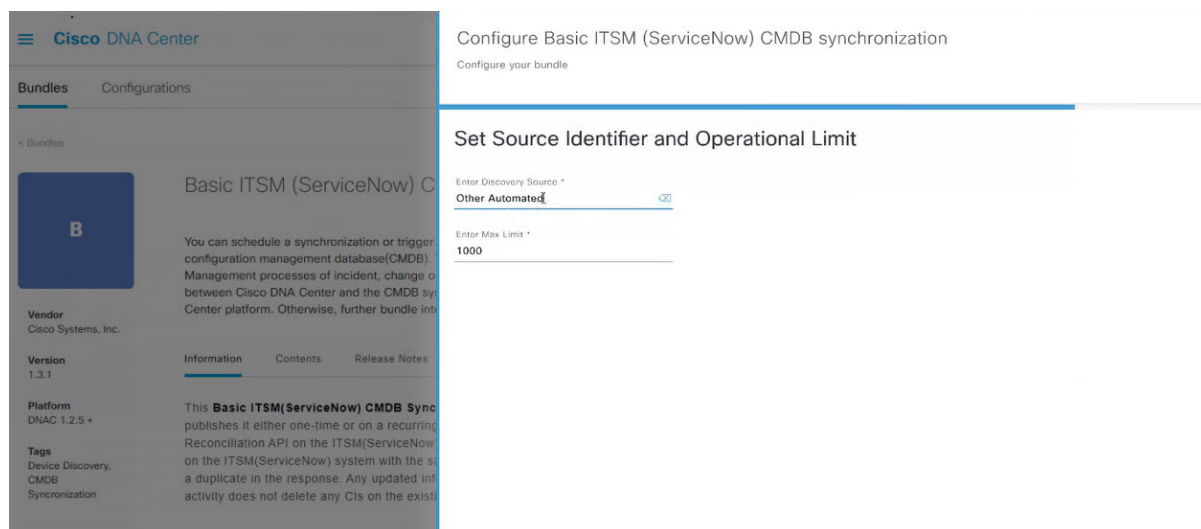 Cisco DNA Center
Bundles Configurations
< Bundles
B
Vendor
Cisco Systems, Inc.
Version
1.3.1
Platform
DNAC 1.2.5 +
Tags
Device Discovery,
CMDB
Syncronization
Basic ITSM (ServiceNow) C
You can schedule a synchronization or trigger
configuration management database(CMDB).
Management processes of incident, change o
between Cisco DNA Center and the CMDB sy
Center platform. Otherwise, further bundle int
Information Contents Release Notes
This Basic ITSM(ServiceNow) CMDB Sync
publishes it either one-time or on a recurring
Reconciliation API on the ITSM(ServiceNow)
on the ITSM(ServiceNow) system with the sa
a duplicate in the response. Any updated inf
activity does not delete any CIs on the existi
Configure Basic ITSM (ServiceNow) CMDB synchronization
Configure your bundle
Set Source Identifier and Operational Limit
Enter Discovery Source *
Other Automated
Enter Max Limit *
1000